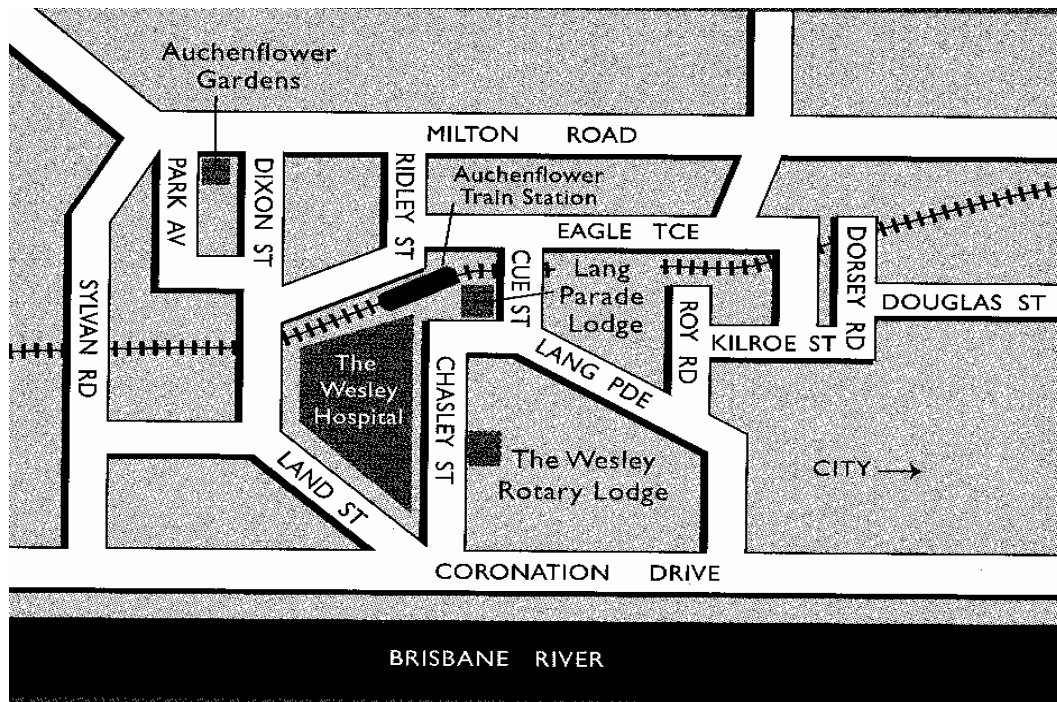 Auchenflower
Gardens
MILTON ROAD
PARK AV
DIXON ST
RIDLEY ST
Auchenflower
Train Station
EAGLE TCE
CUE ST
Lang
Parade
Lodge
DORSEY RD
DOUGLAS ST
SYLVAN RD
ROY RD
KILROE ST
The
Wesley
Hospital
CHASLEY ST
LANG PDE
LAND ST
The Wesley
Rotary Lodge
CITY →
CORONATION DRIVE
BRISBANE RIVER